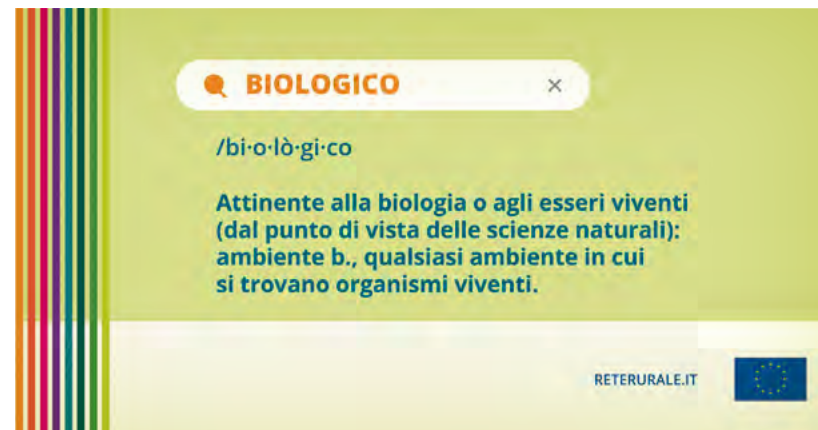 BIOLOGICO ×
/bi·o·lò·gi·co
Attinente alla biologia o agli esseri viventi
(dal punto di vista delle scienze naturali):
ambiente b., qualsiasi ambiente in cui
si trovano organismi viventi.
RETERURALE.IT